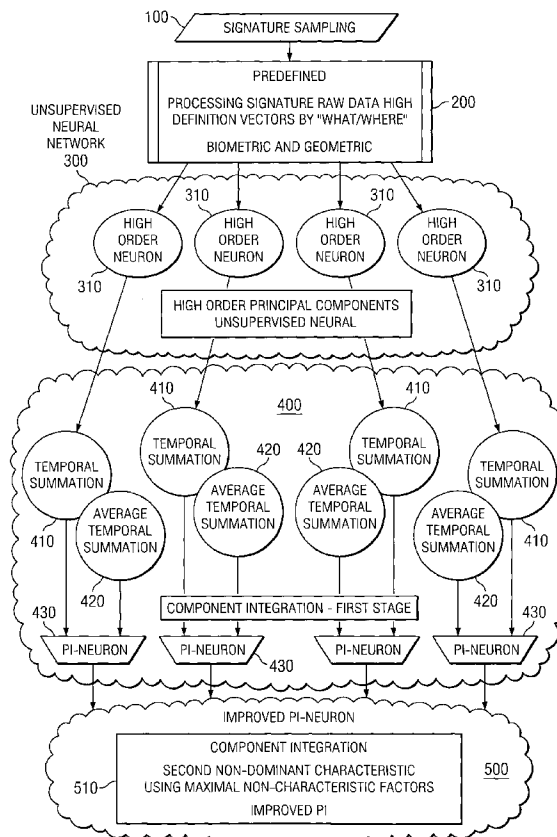 100
SIGNATURE SAMPLING
PREDEFINED
PROCESSING SIGNATURE RAW DATA HIGH
DEFINITION VECTORS BY "WHAT/WHERE"
BIOMETRIC AND GEOMETRIC
200
UNSUPERVISED
NEURAL
NETWORK
300
310
310
310
HIGH
ORDER
NEURON
HIGH
ORDER
NEURON
HIGH
ORDER
NEURON
HIGH
ORDER
NEURON
310
HIGH ORDER PRINCIPAL COMPONENTS
UNSUPERVISED NEURAL
410
400
410
TEMPORAL
SUMMATION
TEMPORAL
SUMMATION
TEMPORAL
SUMMATION
TEMPORAL
SUMMATION
420
420
AVERAGE
TEMPORAL
SUMMATION
AVERAGE
TEMPORAL
SUMMATION
AVERAGE
TEMPORAL
SUMMATION
AVERAGE
TEMPORAL
SUMMATION
410
410
420
420
COMPONENT INTEGRATION - FIRST STAGE
430
430
PI-NEURON
PI-NEURON
PI-NEURON
PI-NEURON
430
IMPROVED PI-NEURON
COMPONENT INTEGRATION
SECOND NON-DOMINANT CHARACTERISTIC
USING MAXIMAL NON-CHARACTERISTIC FACTORS
IMPROVED PI
510
500